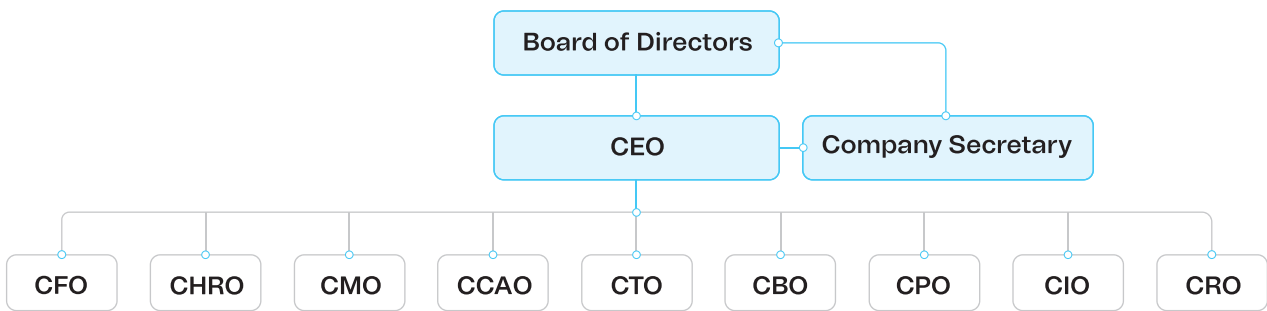 Board of Directors
CEO
Company Secretary
CFO
CHRO
CMO
CCAO
CTO
CBO
CPO
CIO
CRO